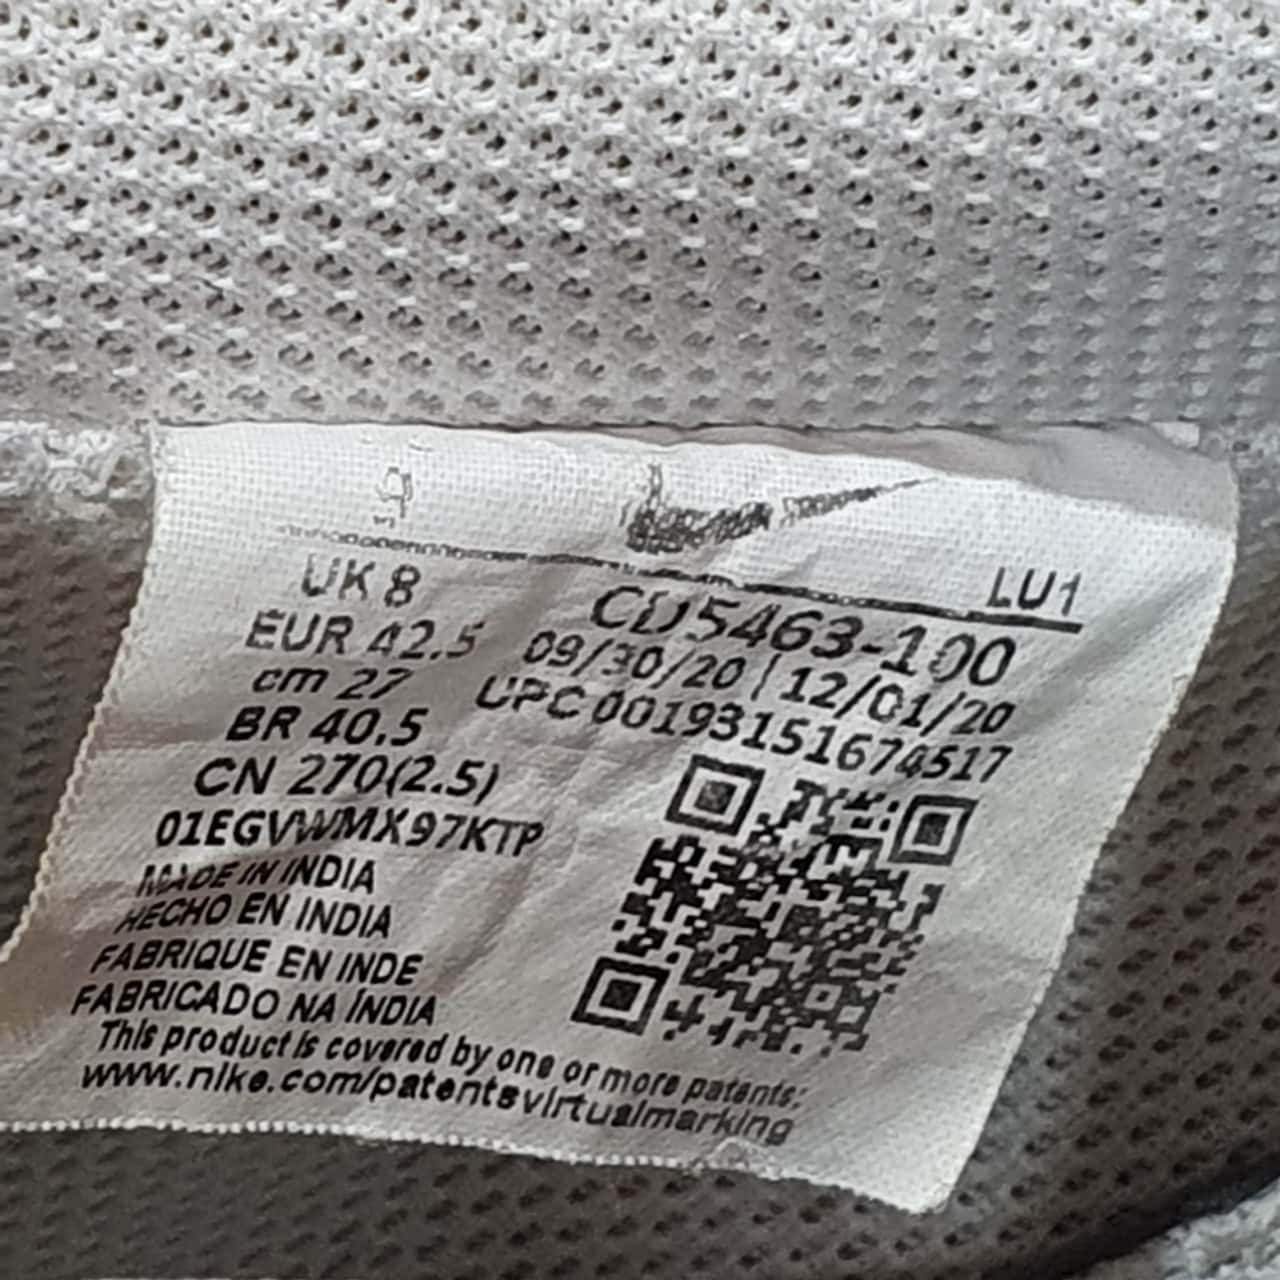 LU1
UK 8
EUR 42.5
cm 27
BR 40.5
CN 270(2.5)
01EGVWMX97KTP
CD5463-100
09/30/20 | 12/01/20
UPC 00193151674517
MADE IN INDIA
HECHO EN INDIA
FABRIQUE EN INDE
FABRICADO NA ÍNDIA
This product is covered by one or more patents:
www.nike.com/patentsvirtualmarking